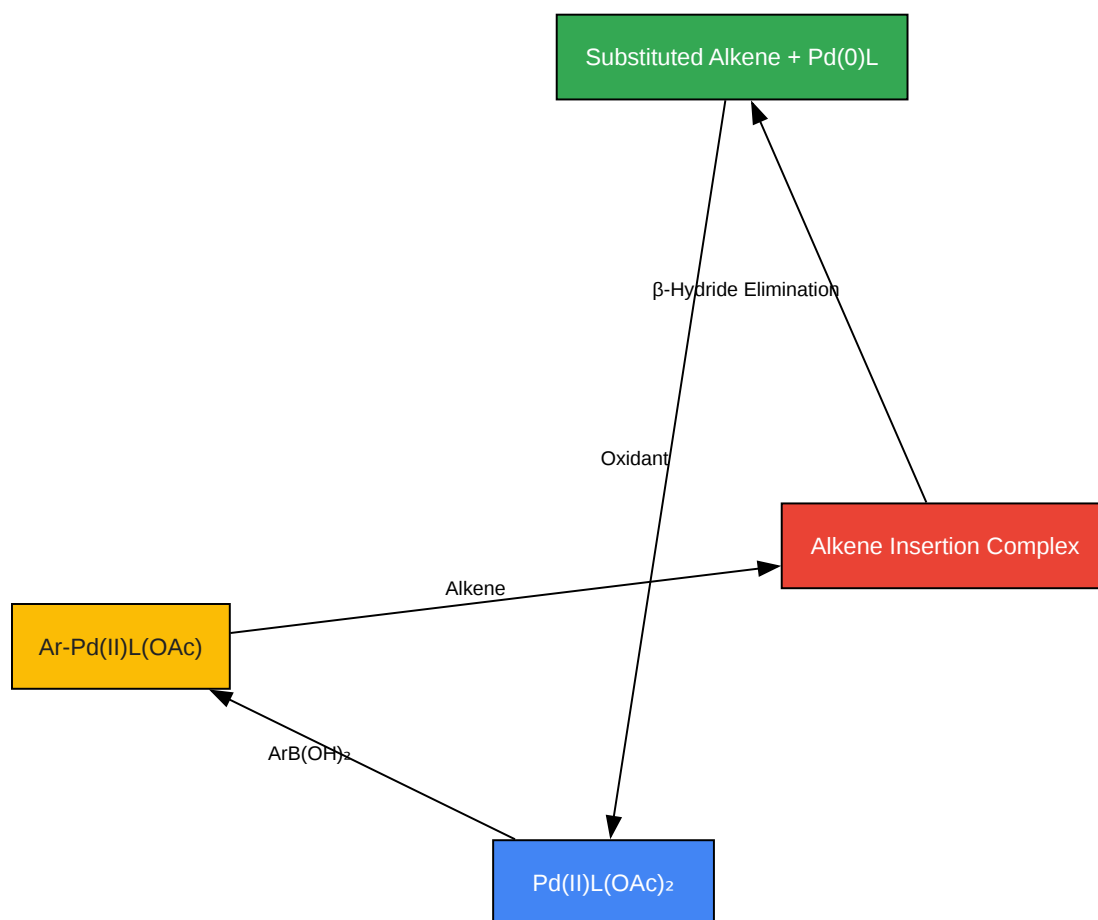 Substituted Alkene + Pd(0)L
β-Hydride Elimination
Oxidant
Alkene Insertion Complex
Alkene
Ar-Pd(II)L(OAc)
ArB(OH)₂
Pd(II)L(OAc)₂